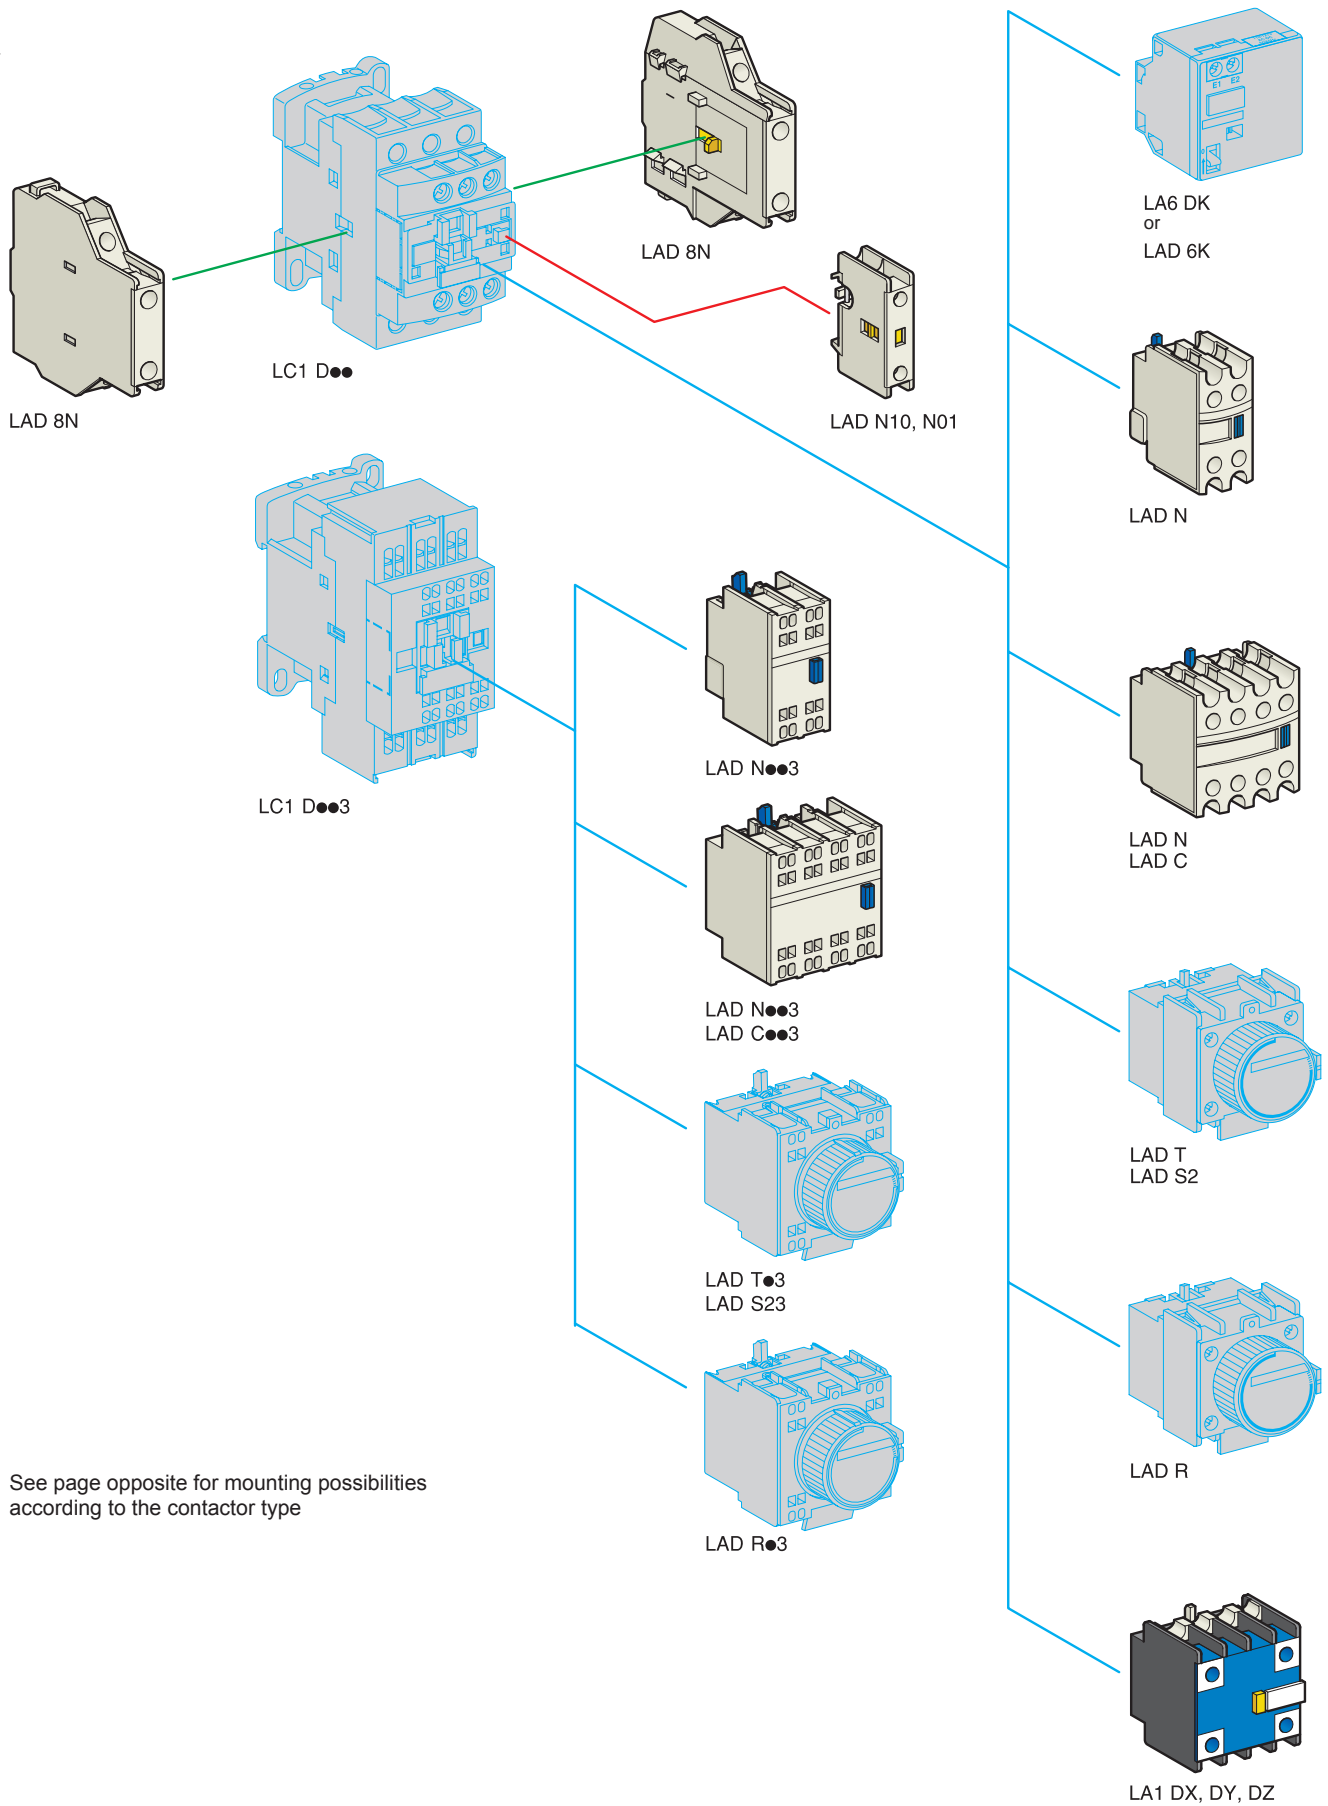 E1 E2
LA6 DK
or
LAD 6K
LAD 8N
LC1 D●●
LAD 8N
LAD N10, N01
LAD N
LAD N●●3
LC1 D●●3
LAD N
LAD C
LAD N●●3
LAD C●●3
LAD T
LAD S2
LAD T●3
LAD S23
LAD R
See page opposite for mounting possibilities
according to the contactor type
LAD R●3
LA1 DX, DY, DZ